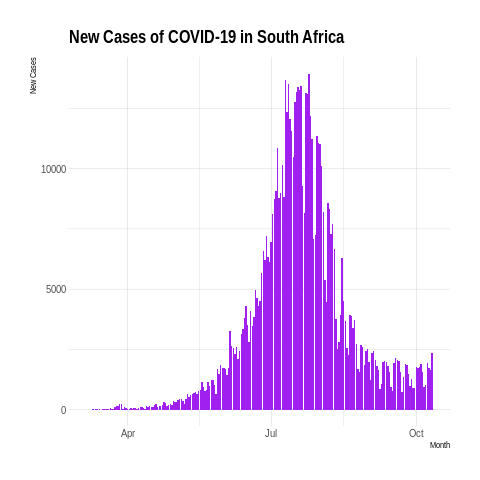 New Cases of COVID-19 in South Africa
New Cases
10000
5000
0
Apr
Jul
Oct
Month